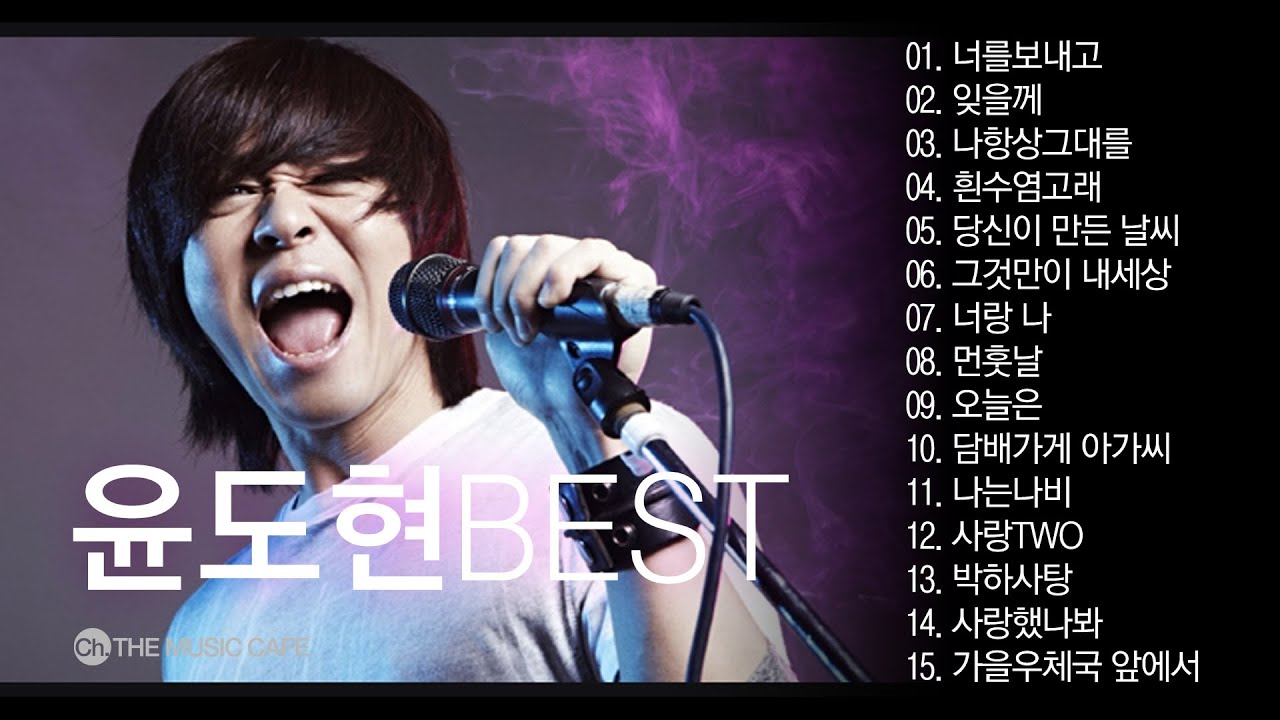 01. 너를보내고
02. 잊을께
03. 나항상그대를
04. 흰수염고래
05. 당신이 만든 날씨
06. 그것만이 내세상
07. 너랑 나
08. 먼훗날
09. 오늘은
10. 담배가게 아가씨
11. 나는나비
12. 사랑TWO
13. 박하사탕
14. 사랑했나봐
15. 가을우체국 앞에서
윤도현BEST
Ch. THE MUSIC CAFE